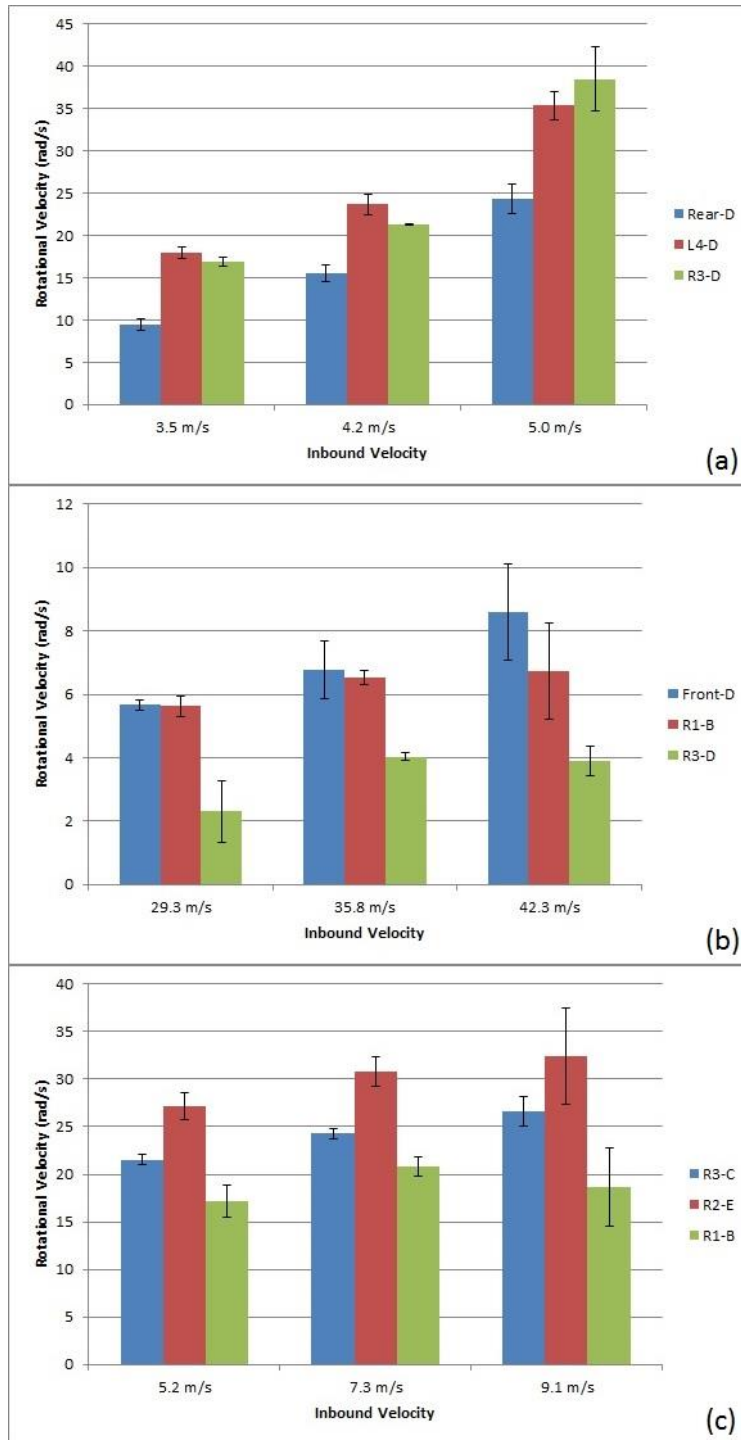 45
40
35
30
25
20
15
10
5
0
Rotational Velocity (rad/s)
3.5 m/s 4.2 m/s 5.0 m/s
Inbound Velocity
Rear-D
L4-D
R3-D
(a)
12
10
8
6
4
2
0
Rotational Velocity (rad/s)
29.3 m/s 35.8 m/s 42.3 m/s
Inbound Velocity
Front-D
R1-B
R3-D
(b)
40
35
30
25
20
15
10
5
0
Rotational Velocity (rad/s)
5.2 m/s 7.3 m/s 9.1 m/s
Inbound Velocity
R3-C
R2-E
R1-B
(c)